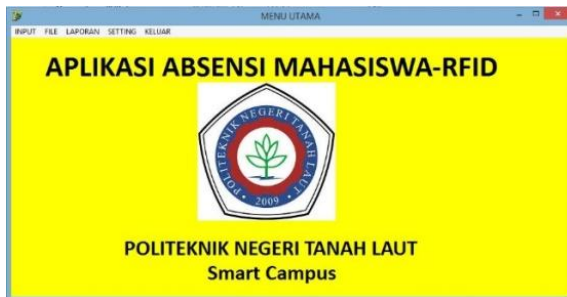 MENU UTAMA
INPUT FILE LAPORAN SETTING KELUAR
APLIKASI ABSENSI MAHASISWA-RFID
POLITEKNIK NEGERI TANAH LAUT
• 2009 •
POLITEKNIK NEGERI TANAH LAUT
Smart Campus